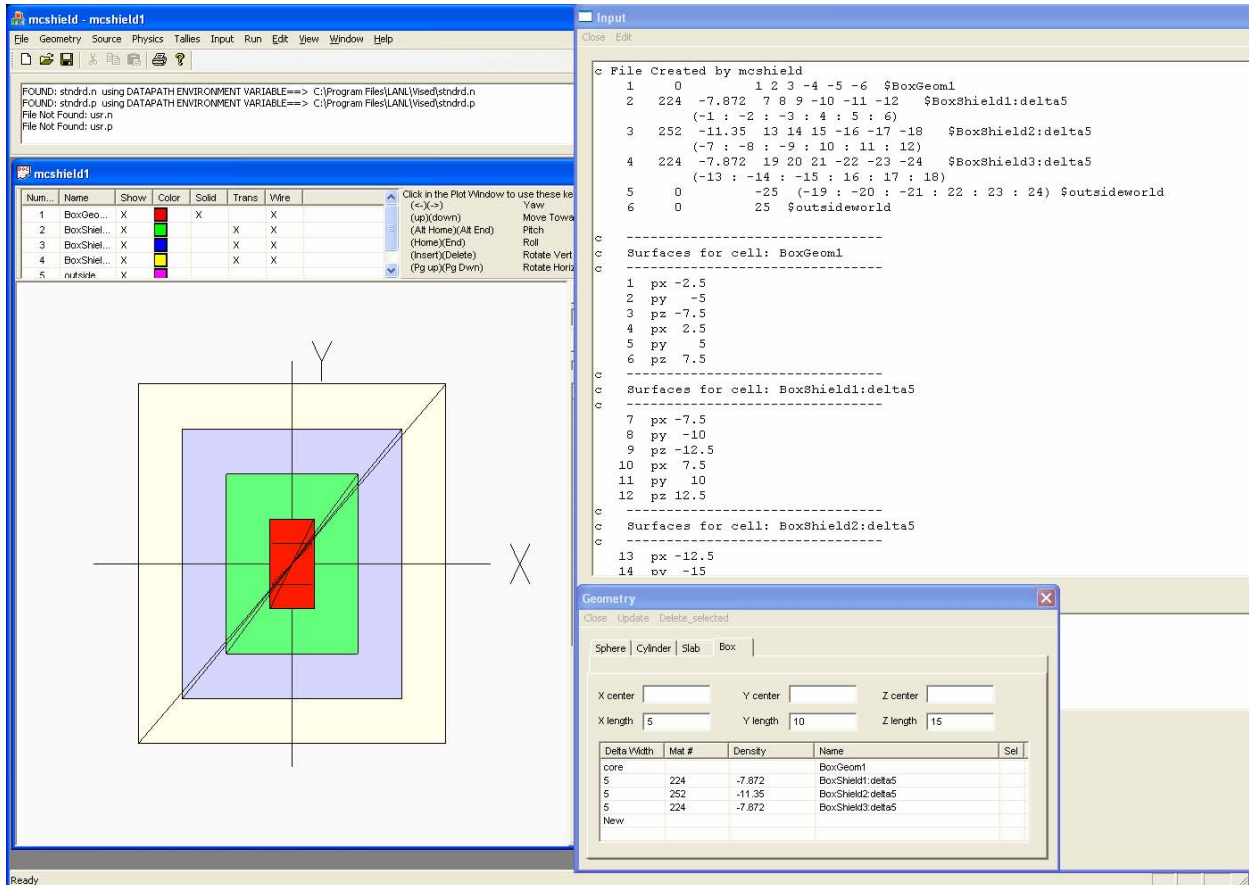 mcshield - mcshield1
File Geometry Source Physics Tallies Input Run Edit View Window Help
FOUND: stndrd.n using DATAPATH ENVIRONMENT VARIABLE==> C:\Program Files\LANL\Vised\stndrd.n
FOUND: stndrd.p using DATAPATH ENVIRONMENT VARIABLE==> C:\Program Files\LANL\Vised\stndrd.p
File Not Found: usr.n
File Not Found: usr.p
mcshield1
Num... Name Show Color Solid Trans Wire
1 BoxGeo... X X X
2 BoxShiel... X X X
3 BoxShiel... X X X
4 BoxShiel... X X X
5 outside X
Click in the Plot Window to use these ke
(<-)(->) Yaw
(up)(down) Move Towa
(Alt Home)(Alt End) Pitch
(Home)(End) Roll
(Insert)(Delete) Rotate Vert
(Pg up)(Pg Dwn) Rotate Horiz
Y
X
Ready
Input
Close Edit
c File Created by mcshield
1 0 1 2 3 -4 -5 -6 $BoxGeom1
2 224 -7.872 7 8 9 -10 -11 -12 $BoxShield1:delta5
(-1 : -2 : -3 : 4 : 5 : 6)
3 252 -11.35 13 14 15 -16 -17 -18 $BoxShield2:delta5
(-7 : -8 : -9 : 10 : 11 : 12)
4 224 -7.872 19 20 21 -22 -23 -24 $BoxShield3:delta5
(-13 : -14 : -15 : 16 : 17 : 18)
5 0 -25 (-19 : -20 : -21 : 22 : 23 : 24) $outsideworld
6 0 25 $outsideworld
c --------------------------------
c Surfaces for cell: BoxGeom1
c --------------------------------
1 px -2.5
2 py -5
3 pz -7.5
4 px 2.5
5 py 5
6 pz 7.5
c --------------------------------
c Surfaces for cell: BoxShield1:delta5
c --------------------------------
7 px -7.5
8 py -10
9 pz -12.5
10 px 7.5
11 py 10
12 pz 12.5
c --------------------------------
c Surfaces for cell: BoxShield2:delta5
c --------------------------------
13 px -12.5
14 py -15
Geometry
Close Update Delete_selected
Sphere Cylinder Slab Box
X center Y center Z center
X length 5 Y length 10 Z length 15
Delta Width Mat # Density Name Sel
core BoxGeom1
5 224 -7.872 BoxShield1:delta5
5 252 -11.35 BoxShield2:delta5
5 224 -7.872 BoxShield3:delta5
New